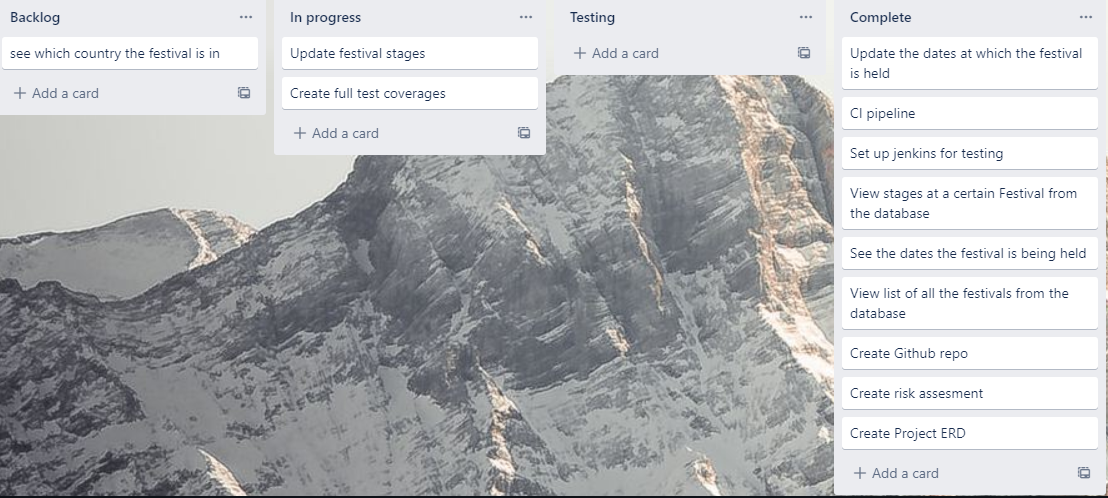 Backlog
see which country the festival is in
+ Add a card
In progress
Update festival stages
Create full test coverages
+ Add a card
Testing
+ Add a card
Complete
Update the dates at which the festival
is held
CI pipeline
Set up jenkins for testing
View stages at a certain Festival from
the database
See the dates the festival is being held
View list of all the festivals from the
database
Create Github repo
Create risk assesment
Create Project ERD
+ Add a card